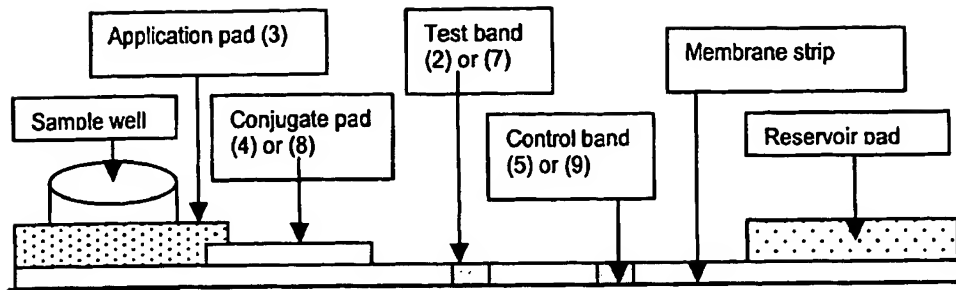 Application pad (3)
Test band
(2) or (7)
Membrane strip
Sample well
Conjugate pad
(4) or (8)
Control band
(5) or (9)
Reservoir pad